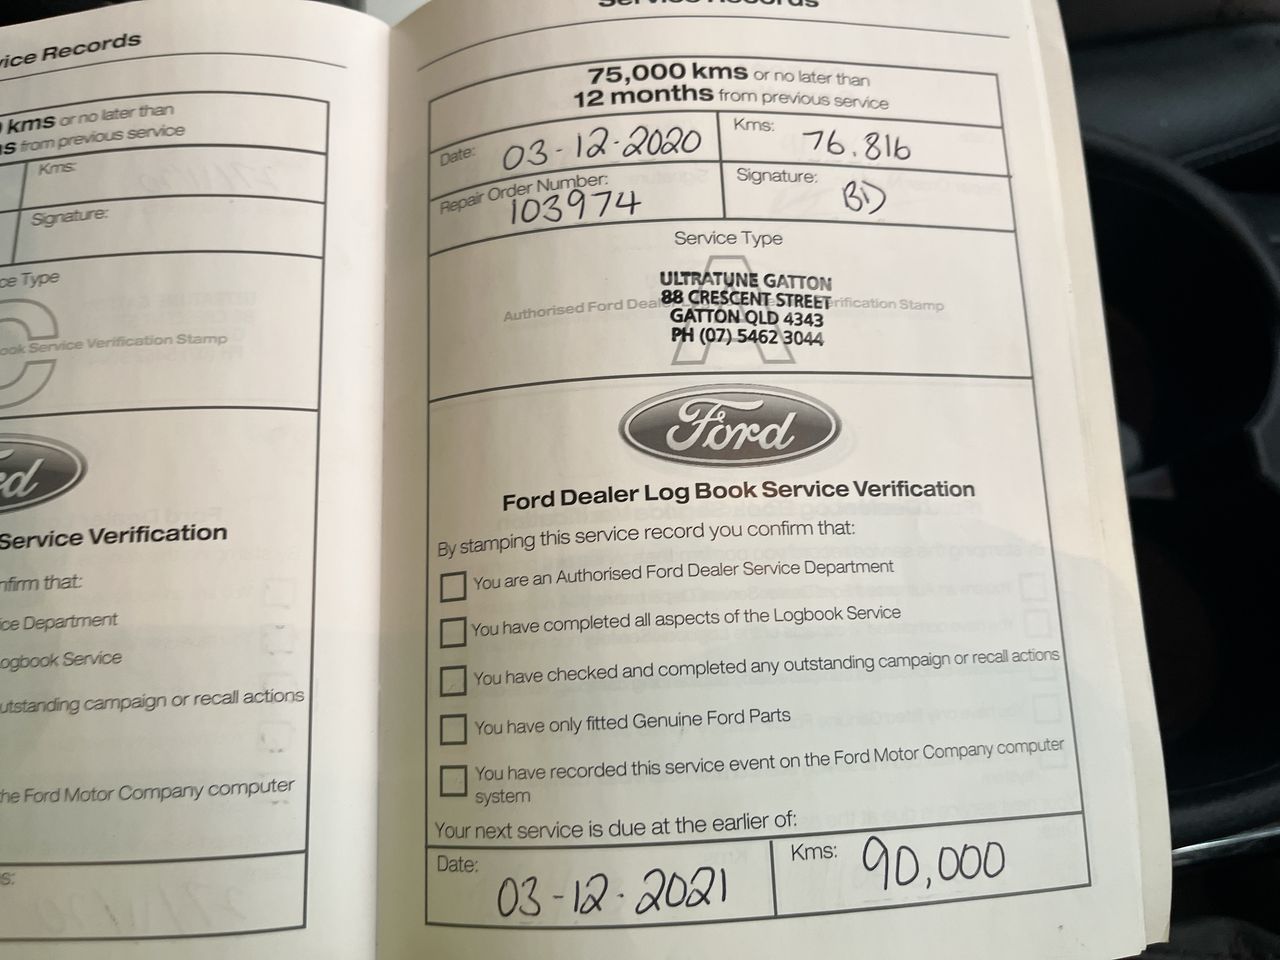 vice Records
kms or no later than
s from previous service
Kms:
Signature:
ce Type
C
ook Service Verification Stamp
Service Verification
nfirm that:
ice Department
ogbook Service
utstanding campaign or recall actions
he Ford Motor Company computer
s:
Service Records
75,000 kms or no later than
12 months from previous service
Date: 03-12-2020
Kms: 76.816
Repair Order Number: 103974
Signature: BD
Service Type
A
Authorised Ford Deal
rification Stamp
ULTRATUNE GATTON
88 CRESCENT STREET
GATTON QLD 4343
PH (07) 5462 3044
Ford
Ford Dealer Log Book Service Verification
By stamping this service record you confirm that:
You are an Authorised Ford Dealer Service Department
You have completed all aspects of the Logbook Service
You have checked and completed any outstanding campaign or recall actions
You have only fitted Genuine Ford Parts
You have recorded this service event on the Ford Motor Company computer
system
Your next service is due at the earlier of:
Date: 03-12-2021
Kms: 90,000